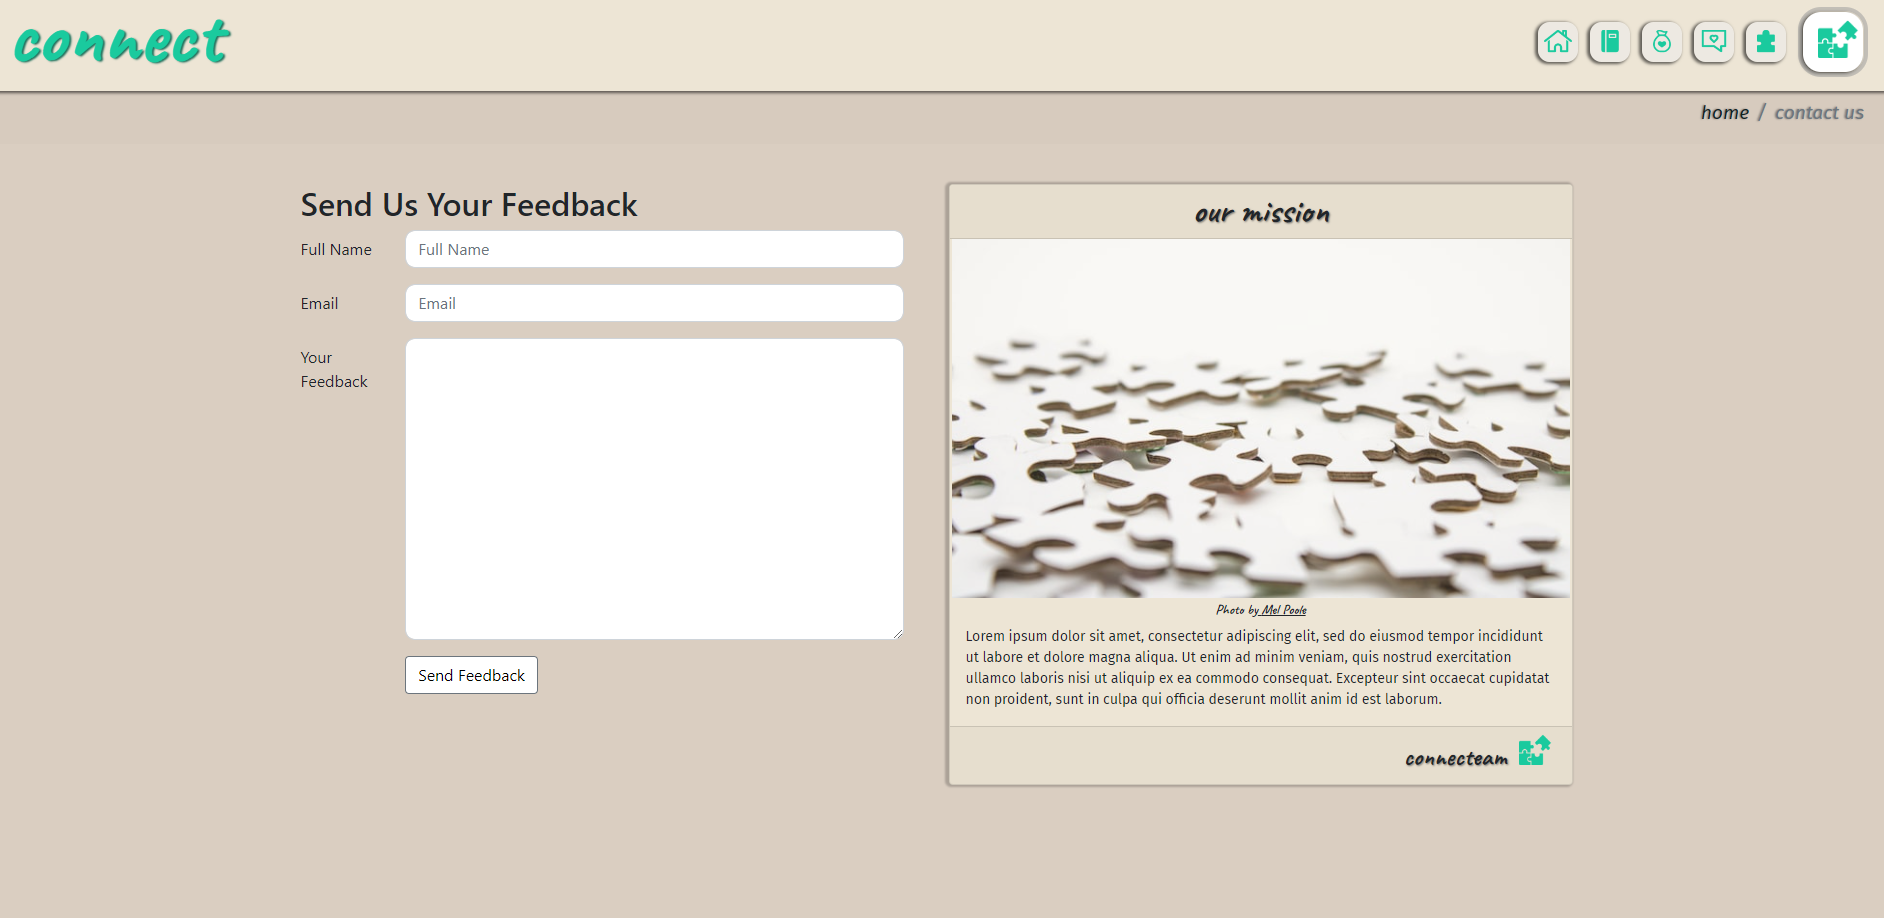 connect
home / contact us
Send Us Your Feedback
Full Name
Full Name
Email
Email
Your
Feedback
Send Feedback
our mission
Photo by Mel Poole
Lorem ipsum dolor sit amet, consectetur adipiscing elit, sed do eiusmod tempor incididunt
ut labore et dolore magna aliqua. Ut enim ad minim veniam, quis nostrud exercitation
ullamco laboris nisi ut aliquip ex ea commodo consequat. Excepteur sint occaecat cupidatat
non proident, sunt in culpa qui officia deserunt mollit anim id est laborum.
connecteam